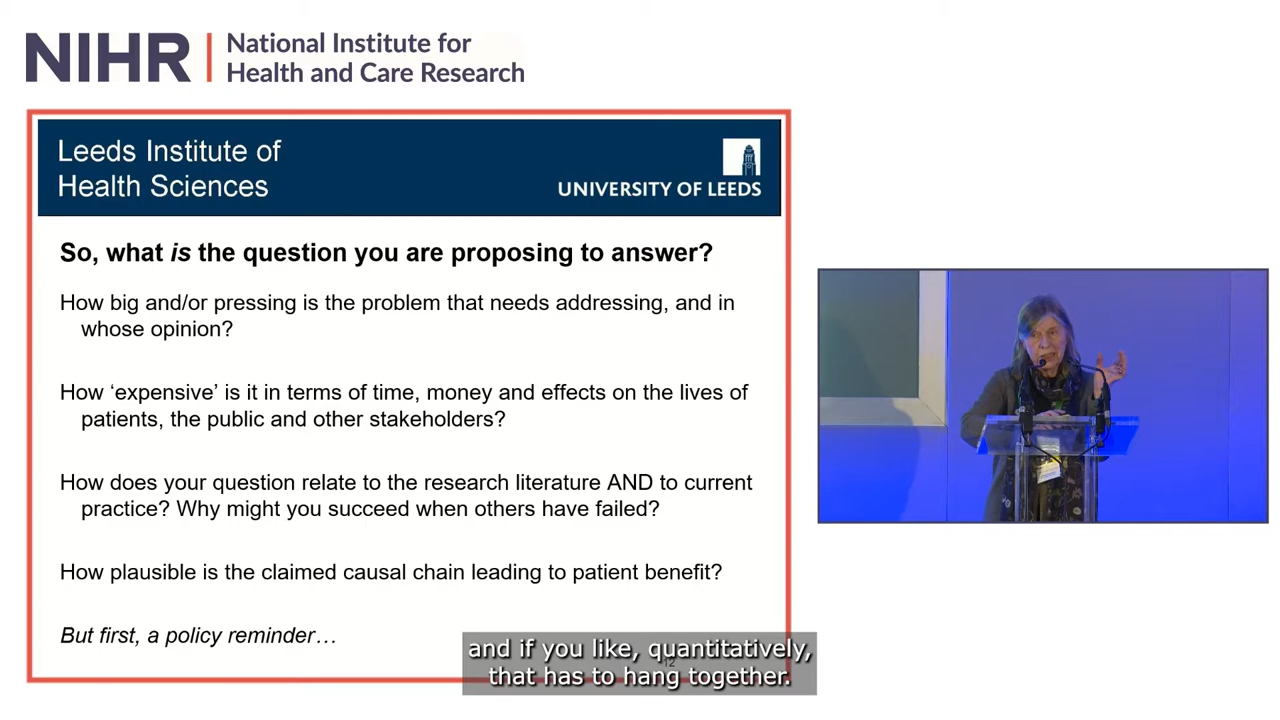 NIHR
National Institute for
Health and Care Research
Leeds Institute of
Health Sciences
UNIVERSITY OF LEEDS
So, what is the question you are proposing to answer?
How big and/or pressing is the problem that needs addressing, and in
whose opinion?
How ‘expensive’ is it in terms of time, money and effects on the lives of
patients, the public and other stakeholders?
How does your question relate to the research literature AND to current
practice? Why might you succeed when others have failed?
How plausible is the claimed causal chain leading to patient benefit?
But first, a policy reminder…
12
and if you like, quantitatively,
that has to hang together.